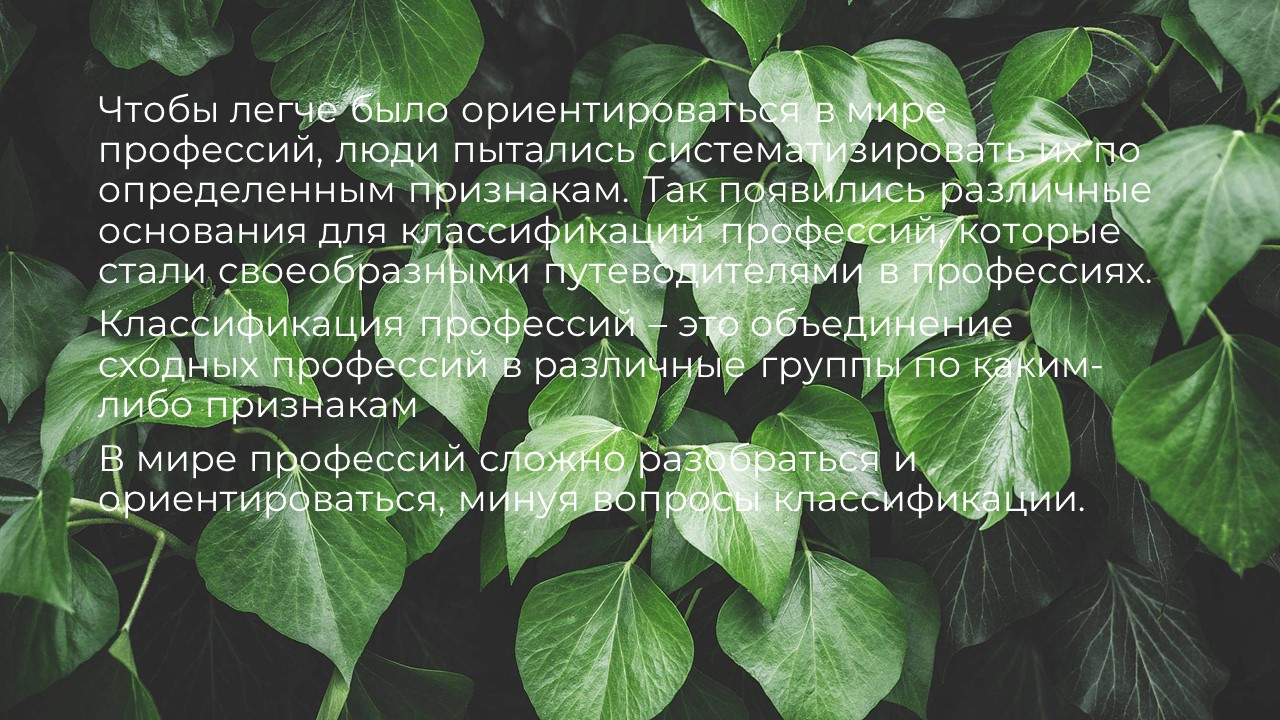 Чтобы легче было ориентироваться в мире
профессий, люди пытались систематизировать их по
определенным признакам. Так появились различные
основания для классификаций профессий, которые
стали своеобразными путеводителями в профессиях.
Классификация профессий – это объединение
сходных профессий в различные группы по каким-
либо признакам
В мире профессий сложно разобраться и
ориентироваться, минуя вопросы классификации.